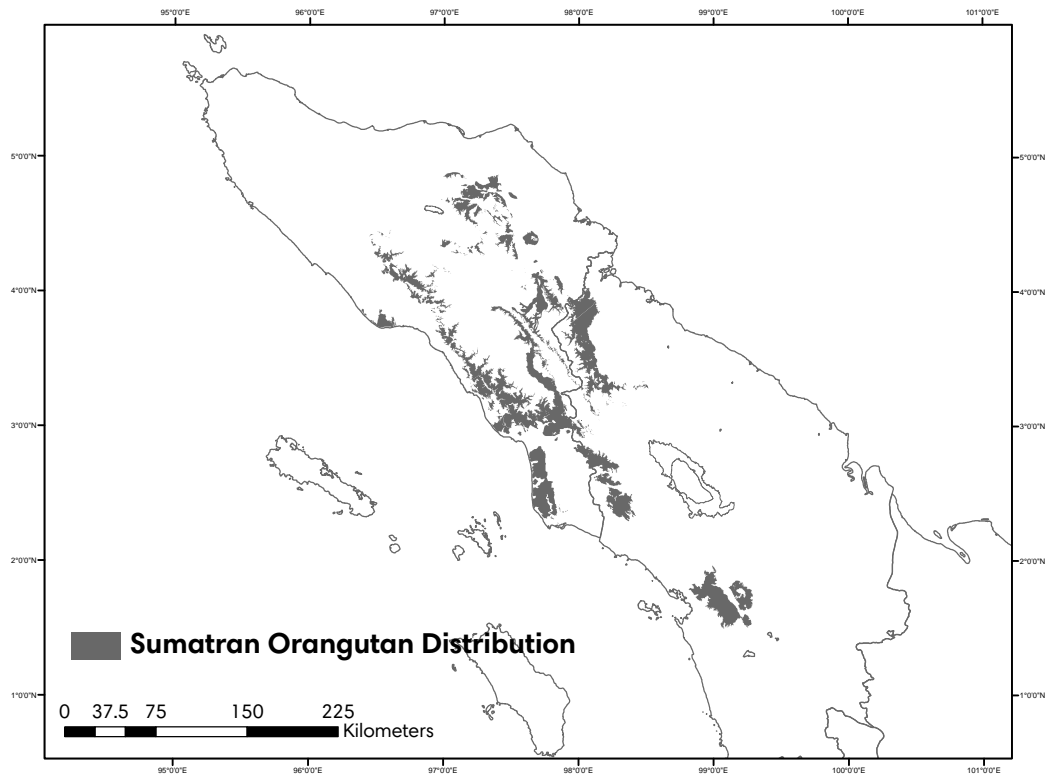 95°0'0"E 96°0'0"E 97°0'0"E 98°0'0"E 99°0'0"E 100°0'0"E 101°0'0"E
5°0'0"N 5°0'0"N
4°0'0"N 4°0'0"N
3°0'0"N 3°0'0"N
2°0'0"N 2°0'0"N
Sumatran Orangutan Distribution
1°0'0"N 1°0'0"N
0 37.5 75 150 225
Kilometers
95°0'0"E 96°0'0"E 97°0'0"E 98°0'0"E 99°0'0"E 100°0'0"E 101°0'0"E